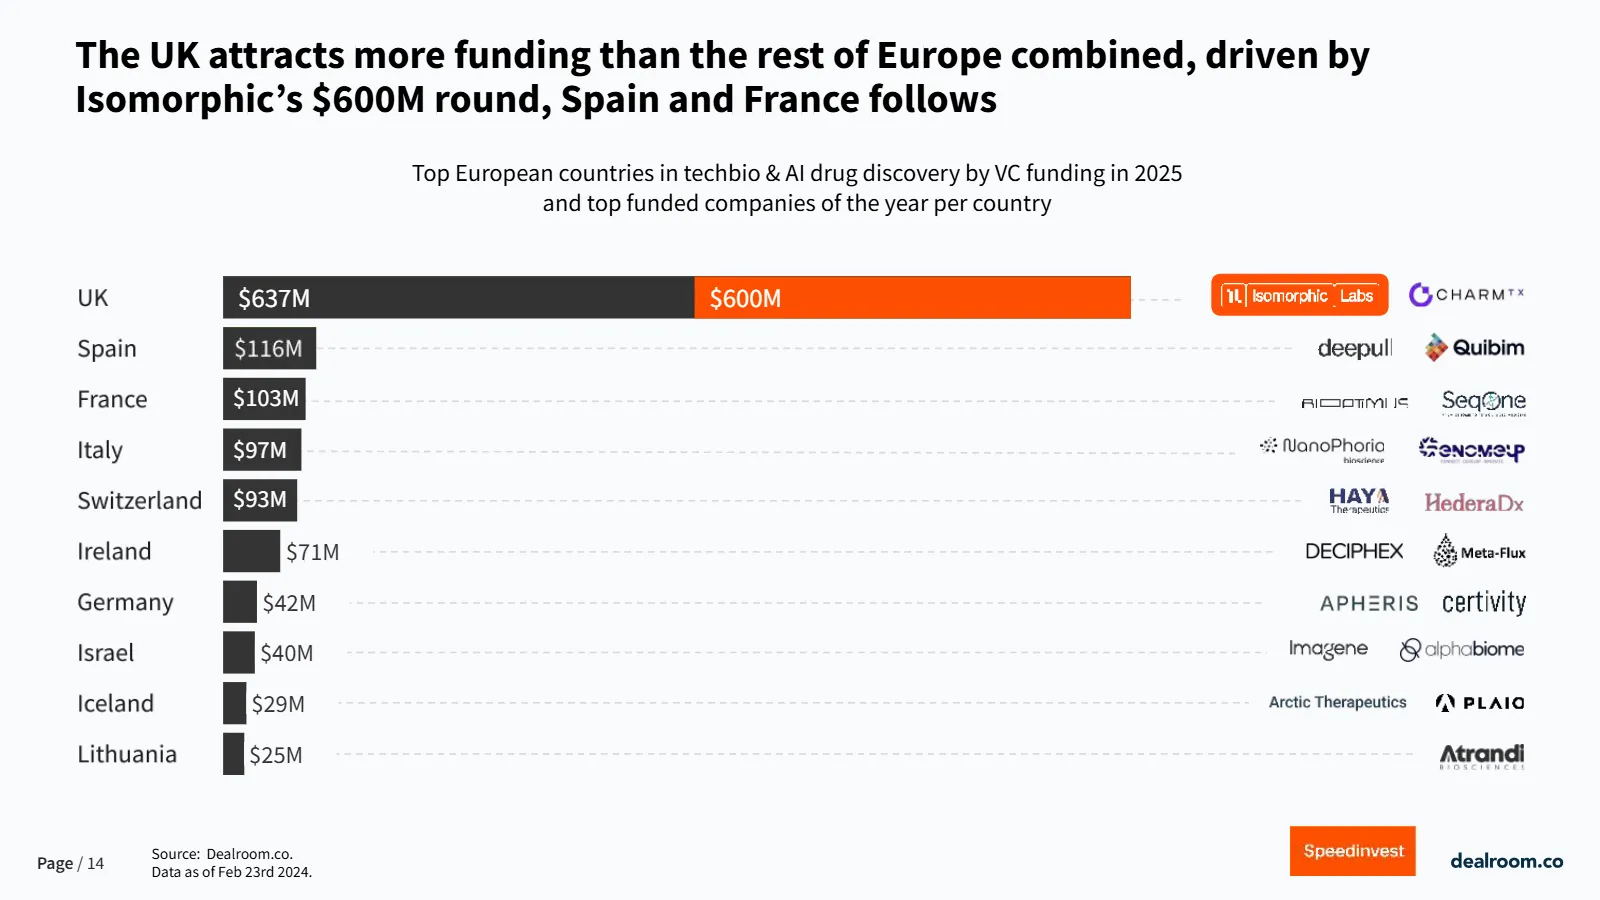 The UK attracts more funding than the rest of Europe combined, driven by
Isomorphic’s $600M round, Spain and France follows
Top European countries in techbio & AI drug discovery by VC funding in 2025
and top funded companies of the year per country
UK $637M $600M Isomorphic Labs CHARMTX
Spain $116M deepull Quibim
France $103M BIOPTIMUS SeqOne
Italy $97M NanoPhoria bioscience GenomeUp
Switzerland $93M HAYA Therapeutics HederaDx
Ireland $71M DECIPHEX Meta-Flux
Germany $42M APHERIS certivity
Israel $40M Imagene alphabiome
Iceland $29M Arctic Therapeutics PLAIO
Lithuania $25M Atrandi BIOSCIENCES
Page / 14
Source: Dealroom.co.
Data as of Feb 23rd 2024.
Speedinvest
dealroom.co